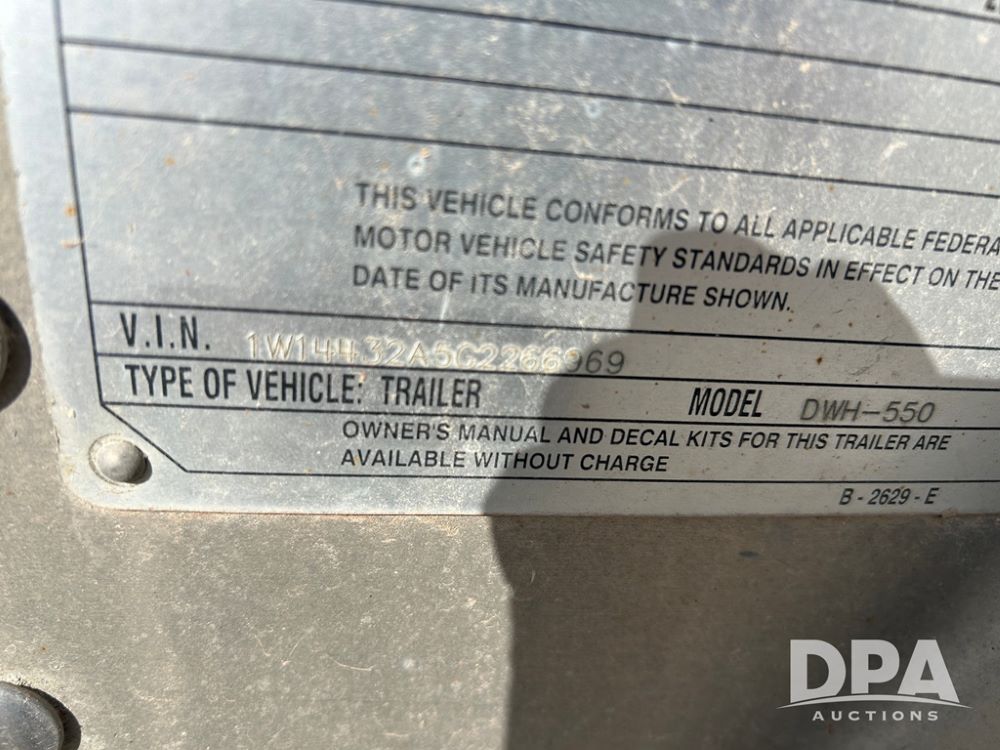 THIS VEHICLE CONFORMS TO ALL APPLICABLE FEDERA
MOTOR VEHICLE SAFETY STANDARDS IN EFFECT ON THE
DATE OF ITS MANUFACTURE SHOWN.
V.I.N. 1W14432A5G2266969
TYPE OF VEHICLE: TRAILER MODEL DWH-550
OWNER'S MANUAL AND DECAL KITS FOR THIS TRAILER ARE
AVAILABLE WITHOUT CHARGE
B - 2629 - E
DPA
AUCTIONS